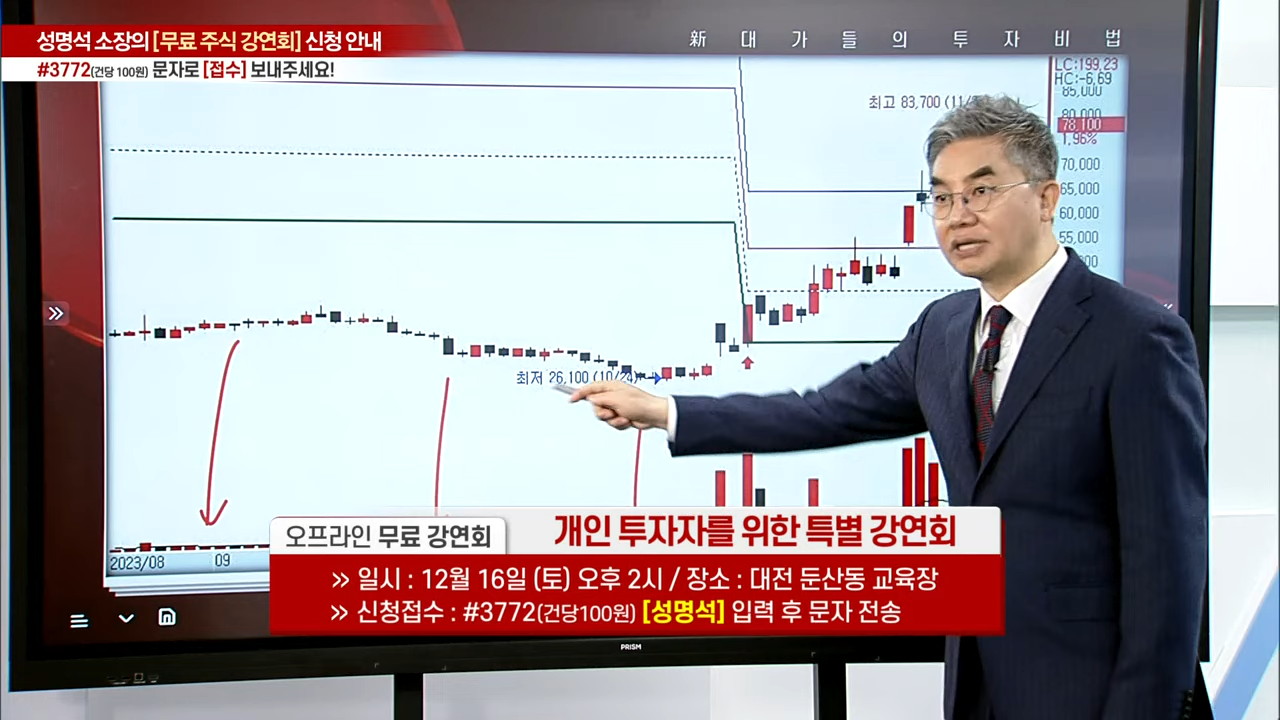 성명석 소장의 [무료 주식 강연회] 신청 안내
#3772(건당 100원) 문자로 [접수] 보내주세요!
新 대 가 들 의 투 자 비 법
LC:199,23
HC:-6,69
최고 83,700 (11/
85,000
80,000
78,100
1,96%
70,000
65,000
60,000
55,000
최저 26,100 (10/24)
2023/08
09
오프라인 무료 강연회
개인 투자자를 위한 특별 강연회
» 일시 : 12월 16일 (토) 오후 2시 / 장소 : 대전 둔산동 교육장
» 신청접수 : #3772(건당100원) [성명석] 입력 후 문자 전송
PRISM